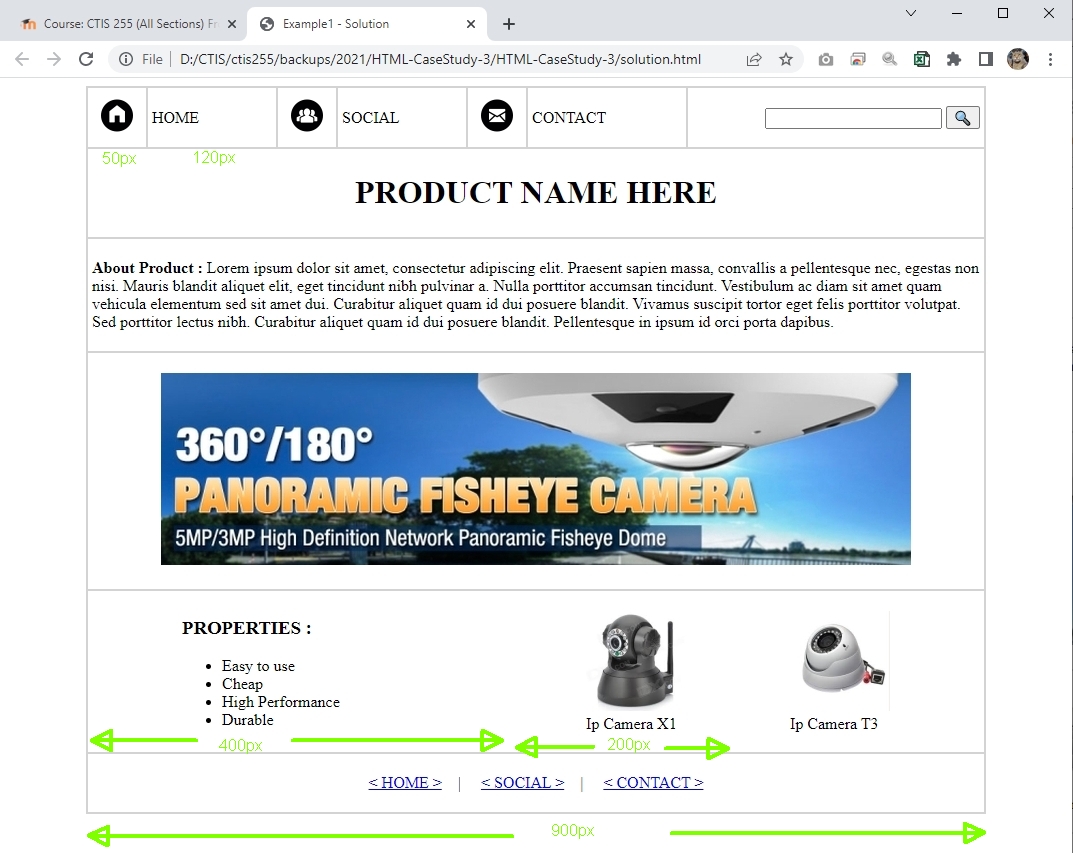 Course: CTIS 255 (All Sections) Fr
Example1 - Solution
File | D:/CTIS/ctis255/backups/2021/HTML-CaseStudy-3/HTML-CaseStudy-3/solution.html
HOME SOCIAL CONTACT
50px 120px
PRODUCT NAME HERE
About Product : Lorem ipsum dolor sit amet, consectetur adipiscing elit. Praesent sapien massa, convallis a pellentesque nec, egestas non
nisi. Mauris blandit aliquet elit, eget tincidunt nibh pulvinar a. Nulla porttitor accumsan tincidunt. Vestibulum ac diam sit amet quam
vehicula elementum sed sit amet dui. Curabitur aliquet quam id dui posuere blandit. Vivamus suscipit tortor eget felis porttitor volutpat.
Sed porttitor lectus nibh. Curabitur aliquet quam id dui posuere blandit. Pellentesque in ipsum id orci porta dapibus.
360°/180°
PANORAMIC FISHEYE CAMERA
5MP/3MP High Definition Network Panoramic Fisheye Dome
PROPERTIES :
• Easy to use
• Cheap
• High Performance
• Durable
Ip Camera X1 Ip Camera T3
400px 200px
< HOME > | < SOCIAL > | < CONTACT >
900px